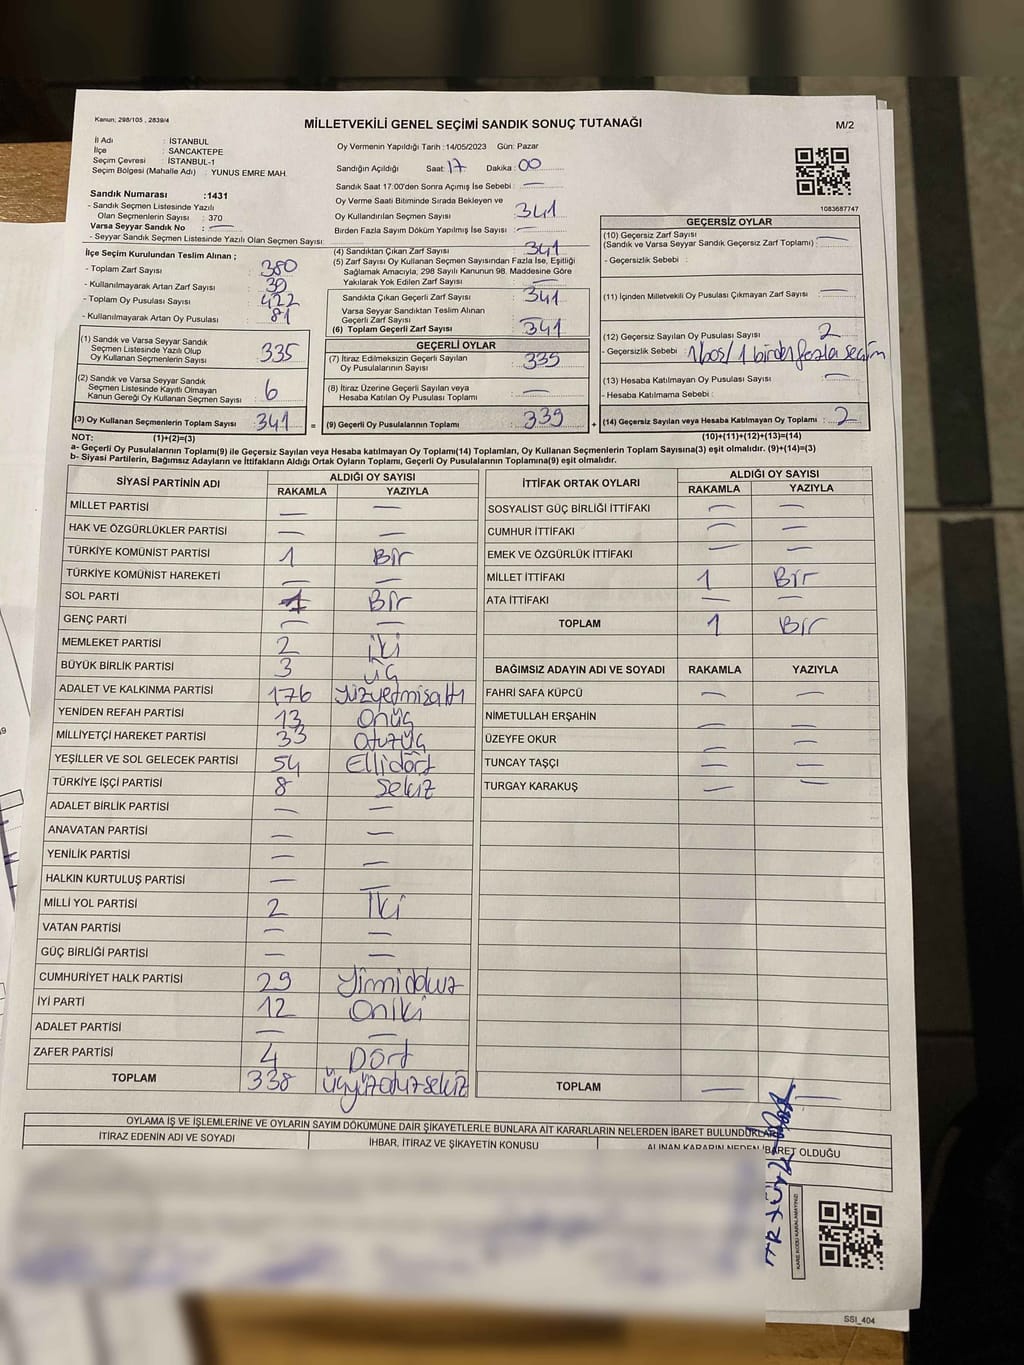 Kanun; 298/105 , 2839/4
MİLLETVEKİLİ GENEL SEÇİMİ SANDIK SONUÇ TUTANAĞI
M/2
İl Adı : İSTANBUL
İlçe : SANCAKTEPE
Seçim Çevresi : İSTANBUL-1
Seçim Bölgesi (Mahalle Adı) : YUNUS EMRE MAH.
Sandık Numarası :1431
- Sandık Seçmen Listesinde Yazılı
Olan Seçmenlerin Sayısı : 370
Varsa Seyyar Sandık No : —
- Seyyar Sandık Seçmen Listesinde Yazılı Olan Seçmen Sayısı:
Oy Vermenin Yapıldığı Tarih : 14/05/2023 Gün: Pazar
Sandığın Açıldığı Saat: 17 Dakika : 00
Sandık Saat 17:00'den Sonra Açımış İse Sebebi : —
Oy Verme Saati Bitiminde Sırada Bekleyen ve
Oy Kullandırılan Seçmen Sayısı : 341
Birden Fazla Sayım Döküm Yapılmış İse Sayısı : —
1083687747
İlçe Seçim Kurulundan Teslim Alınan ;
- Toplam Zarf Sayısı : 380
- Kullanılmayarak Artan Zarf Sayısı : 39
- Toplam Oy Pusulası Sayısı : 422
- Kullanılmayarak Artan Oy Pusulası : 81
(1) Sandık ve Varsa Seyyar Sandık
Seçmen Listesinde Yazılı Olup
Oy Kullanan Seçmenlerin Sayısı : 335
(2) Sandık ve Varsa Seyyar Sandık
Seçmen Listesinde Kayıtlı Olmayan
Kanun Gereği Oy Kullanan Seçmen Sayısı : 6
(3) Oy Kullanan Seçmenlerin Toplam Sayısı : 341 =
(4) Sandıktan Çıkan Zarf Sayısı : 341
(5) Zarf Sayısı Oy Kullanan Seçmen Sayısından Fazla İse, Eşitliği
Sağlamak Amacıyla, 298 Sayılı Kanunun 98. Maddesine Göre
Yakılarak Yok Edilen Zarf Sayısı : —
Sandıkta Çıkan Geçerli Zarf Sayısı : 341
Varsa Seyyar Sandıktan Teslim Alınan
Geçerli Zarf Sayısı :
(6) Toplam Geçerli Zarf Sayısı : 341
GEÇERLİ OYLAR
(7) İtiraz Edilmeksizin Geçerli Sayılan
Oy Pusulalarının Sayısı : 339
(8) İtiraz Üzerine Geçerli Sayılan veya
Hesaba Katılan Oy Pusulaları Toplamı : —
(9) Geçerli Oy Pusulalarının Toplamı : 339 +
GEÇERSİZ OYLAR
(10) Geçersiz Zarf Sayısı
(Sandık ve Varsa Seyyar Sandık Geçersiz Zarf Toplamı) : —
- Geçersizlik Sebebi :
(11) İçinden Milletvekili Oy Pusulası Çıkmayan Zarf Sayısı : —
(12) Geçersiz Sayılan Oy Pusulası Sayısı : 2
- Geçersizlik Sebebi : 1 boş / 1 birden fazla seçim
(13) Hesaba Katılmayan Oy Pusulası Sayısı : —
- Hesaba Katılmama Sebebi :
(14) Geçersiz Sayılan veya Hesaba Katılmayan Oy Toplamı : 2
NOT: (1)+(2)=(3) (10)+(11)+(12)+(13)=(14)
a- Geçerli Oy Pusulalarının Toplamı(9) ile Geçersiz Sayılan veya Hesaba katılmayan Oy Toplamı(14) Toplamları, Oy Kullanan Seçmenlerin Toplam Sayısına(3) eşit olmalıdır. (9)+(14)=(3)
b- Siyasi Partilerin, Bağımsız Adayların ve İttifakların Aldığı Ortak Oyların Toplamı, Geçerli Oy Pusulalarının Toplamına(9) eşit olmalıdır.
SİYASİ PARTİNİN ADI ALDIĞI OY SAYISI
RAKAMLA YAZIYLA
MİLLET PARTİSİ — —
HAK VE ÖZGÜRLÜKLER PARTİSİ — —
TÜRKİYE KOMÜNİST PARTİSİ 1 Bir
TÜRKİYE KOMÜNİST HAREKETİ — —
SOL PARTİ 1 Bir
GENÇ PARTİ — —
MEMLEKET PARTİSİ 2 iki
BÜYÜK BİRLİK PARTİSİ 3 üç
ADALET VE KALKINMA PARTİSİ 176 yüzyetmişaltı
YENİDEN REFAH PARTİSİ 13 Onüç
MİLLİYETÇİ HAREKET PARTİSİ 33 Otuzüç
YEŞİLLER VE SOL GELECEK PARTİSİ 54 Ellidört
TÜRKİYE İŞÇİ PARTİSİ 8 Sekiz
ADALET BİRLİK PARTİSİ — —
ANAVATAN PARTİSİ — —
YENİLİK PARTİSİ — —
HALKIN KURTULUŞ PARTİSİ — —
MİLLİ YOL PARTİSİ 2 İki
VATAN PARTİSİ — —
GÜÇ BİRLİĞİ PARTİSİ — —
CUMHURİYET HALK PARTİSİ 29 Yirmidokuz
İYİ PARTİ 12 Oniki
ADALET PARTİSİ — —
ZAFER PARTİSİ 4 Dört
TOPLAM 338 üçyüzotuzsekiz
İTTİFAK ORTAK OYLARI ALDIĞI OY SAYISI
RAKAMLA YAZIYLA
SOSYALİST GÜÇ BİRLİĞİ İTTİFAKI — —
CUMHUR İTTİFAKI — —
EMEK VE ÖZGÜRLÜK İTTİFAKI — —
MİLLET İTTİFAKI 1 Bir
ATA İTTİFAKI — —
TOPLAM 1 Bir
BAĞIMSIZ ADAYIN ADI VE SOYADI RAKAMLA YAZIYLA
FAHRİ SAFA KÜPCÜ — —
NİMETULLAH ERŞAHİN — —
ÜZEYFE OKUR — —
TUNCAY TAŞÇI — —
TURGAY KARAKUŞ — —
TOPLAM — —
OYLAMA İŞ VE İŞLEMLERİNE VE OYLARIN SAYIM DÖKÜMÜNE DAİR ŞİKAYETLERLE BUNLARA AİT KARARLARIN NELERDEN İBARET BULUNDUKLARI
İTİRAZ EDENİN ADI VE SOYADI İHBAR, İTİRAZ VE ŞİKAYETİN KONUSU ALINAN KARARIN NEDEN İBARET OLDUĞU
KARE KODU KARALAMAYINIZ!
SSI_404